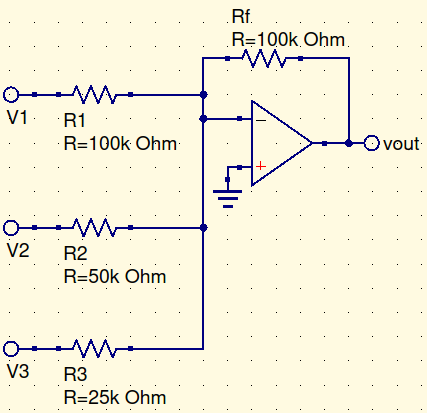 Rf
R=100k Ohm
V1
R1
R=100k Ohm
−
+
vout
V2
R2
R=50k Ohm
V3
R3
R=25k Ohm